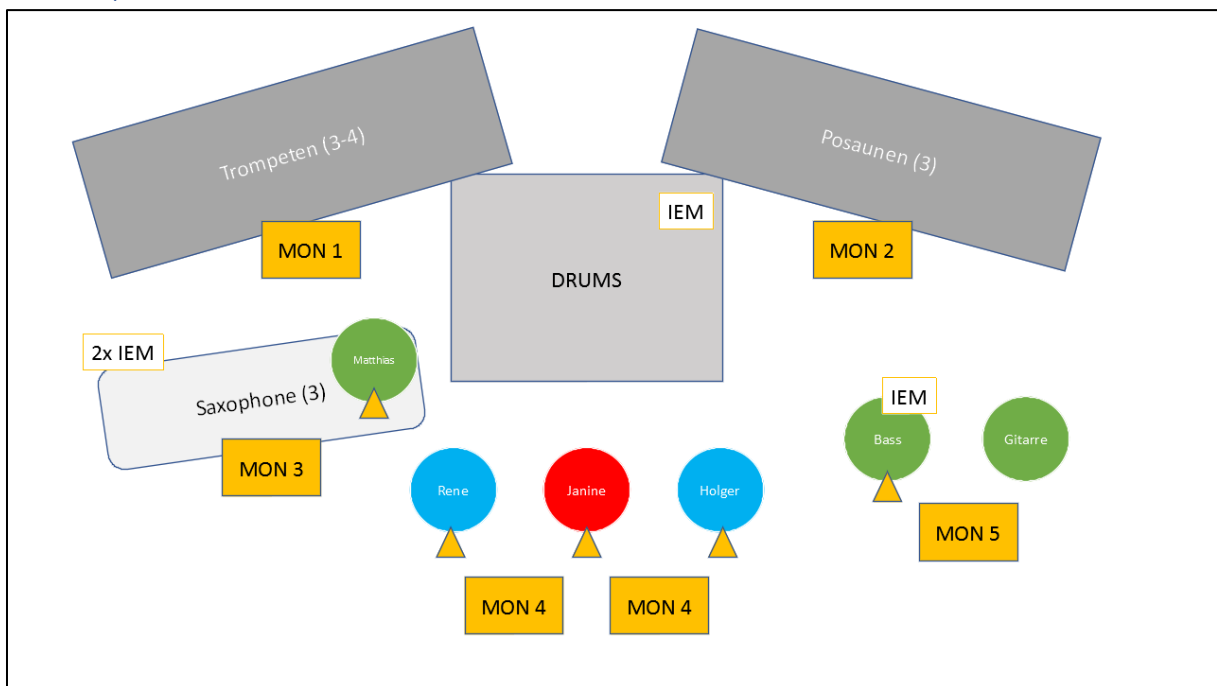 Trompeten (3-4)
Posaunen (3)
IEM
MON 1
MON 2
DRUMS
2x IEM
Matthias
Saxophone (3)
IEM
Bass
Gitarre
MON 3
Rene
Janine
Holger
MON 5
MON 4
MON 4